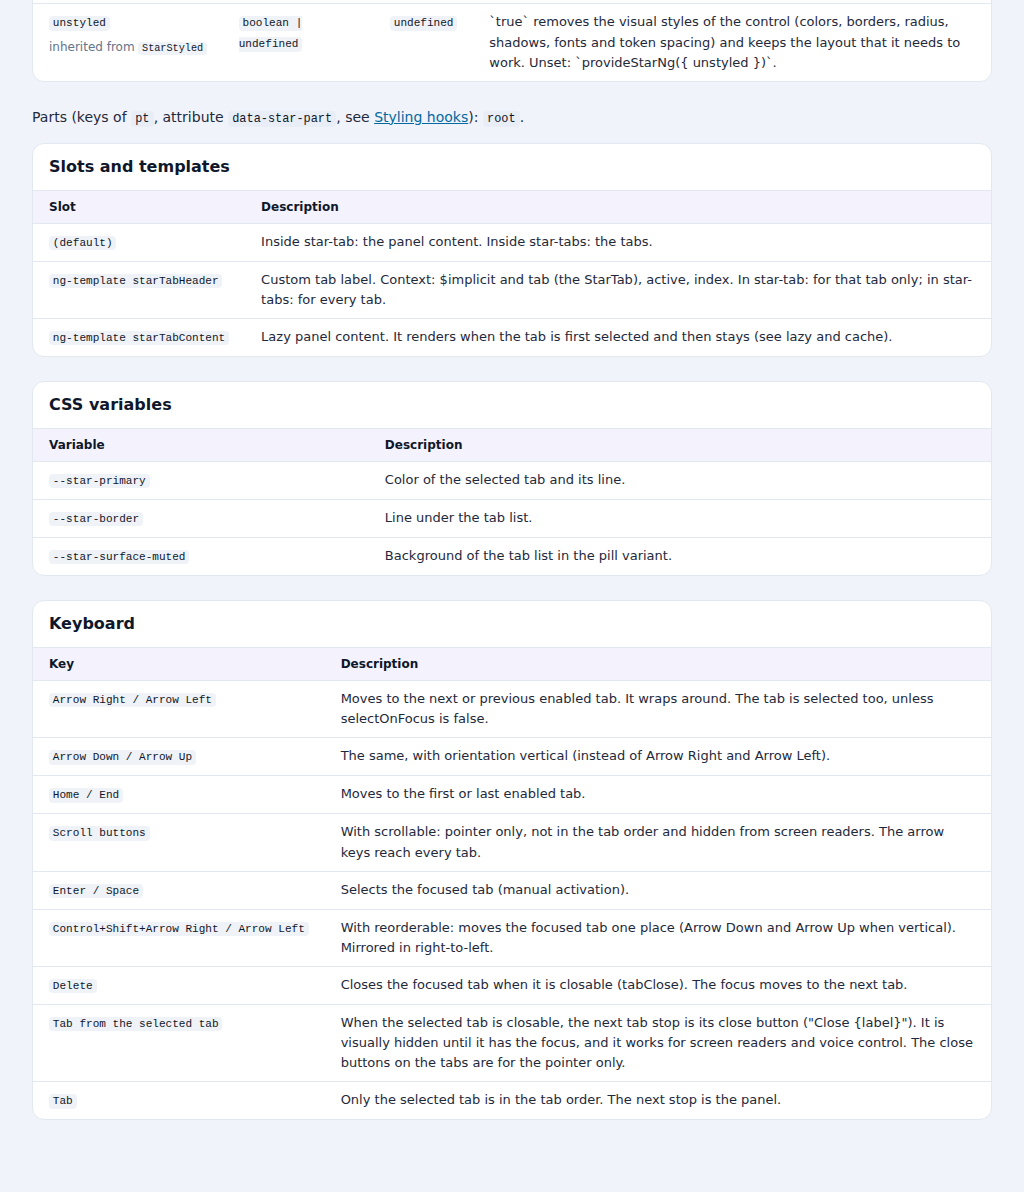 unstyled
inherited from StarStyled
boolean |
undefined
undefined
`true` removes the visual styles of the control (colors, borders, radius,
shadows, fonts and token spacing) and keeps the layout that it needs to
work. Unset: `provideStarNg({ unstyled })`.
Parts (keys of pt, attribute data-star-part, see Styling hooks): root.
Slots and templates
Slot Description
(default) Inside star-tab: the panel content. Inside star-tabs: the tabs.
ng-template starTabHeader Custom tab label. Context: $implicit and tab (the StarTab), active, index. In star-tab: for that tab only; in star-
tabs: for every tab.
ng-template starTabContent Lazy panel content. It renders when the tab is first selected and then stays (see lazy and cache).
CSS variables
Variable Description
--star-primary Color of the selected tab and its line.
--star-border Line under the tab list.
--star-surface-muted Background of the tab list in the pill variant.
Keyboard
Key Description
Arrow Right / Arrow Left Moves to the next or previous enabled tab. It wraps around. The tab is selected too, unless
selectOnFocus is false.
Arrow Down / Arrow Up The same, with orientation vertical (instead of Arrow Right and Arrow Left).
Home / End Moves to the first or last enabled tab.
Scroll buttons With scrollable: pointer only, not in the tab order and hidden from screen readers. The arrow
keys reach every tab.
Enter / Space Selects the focused tab (manual activation).
Control+Shift+Arrow Right / Arrow Left With reorderable: moves the focused tab one place (Arrow Down and Arrow Up when vertical).
Mirrored in right-to-left.
Delete Closes the focused tab when it is closable (tabClose). The focus moves to the next tab.
Tab from the selected tab When the selected tab is closable, the next tab stop is its close button ("Close {label}"). It is
visually hidden until it has the focus, and it works for screen readers and voice control. The close
buttons on the tabs are for the pointer only.
Tab Only the selected tab is in the tab order. The next stop is the panel.